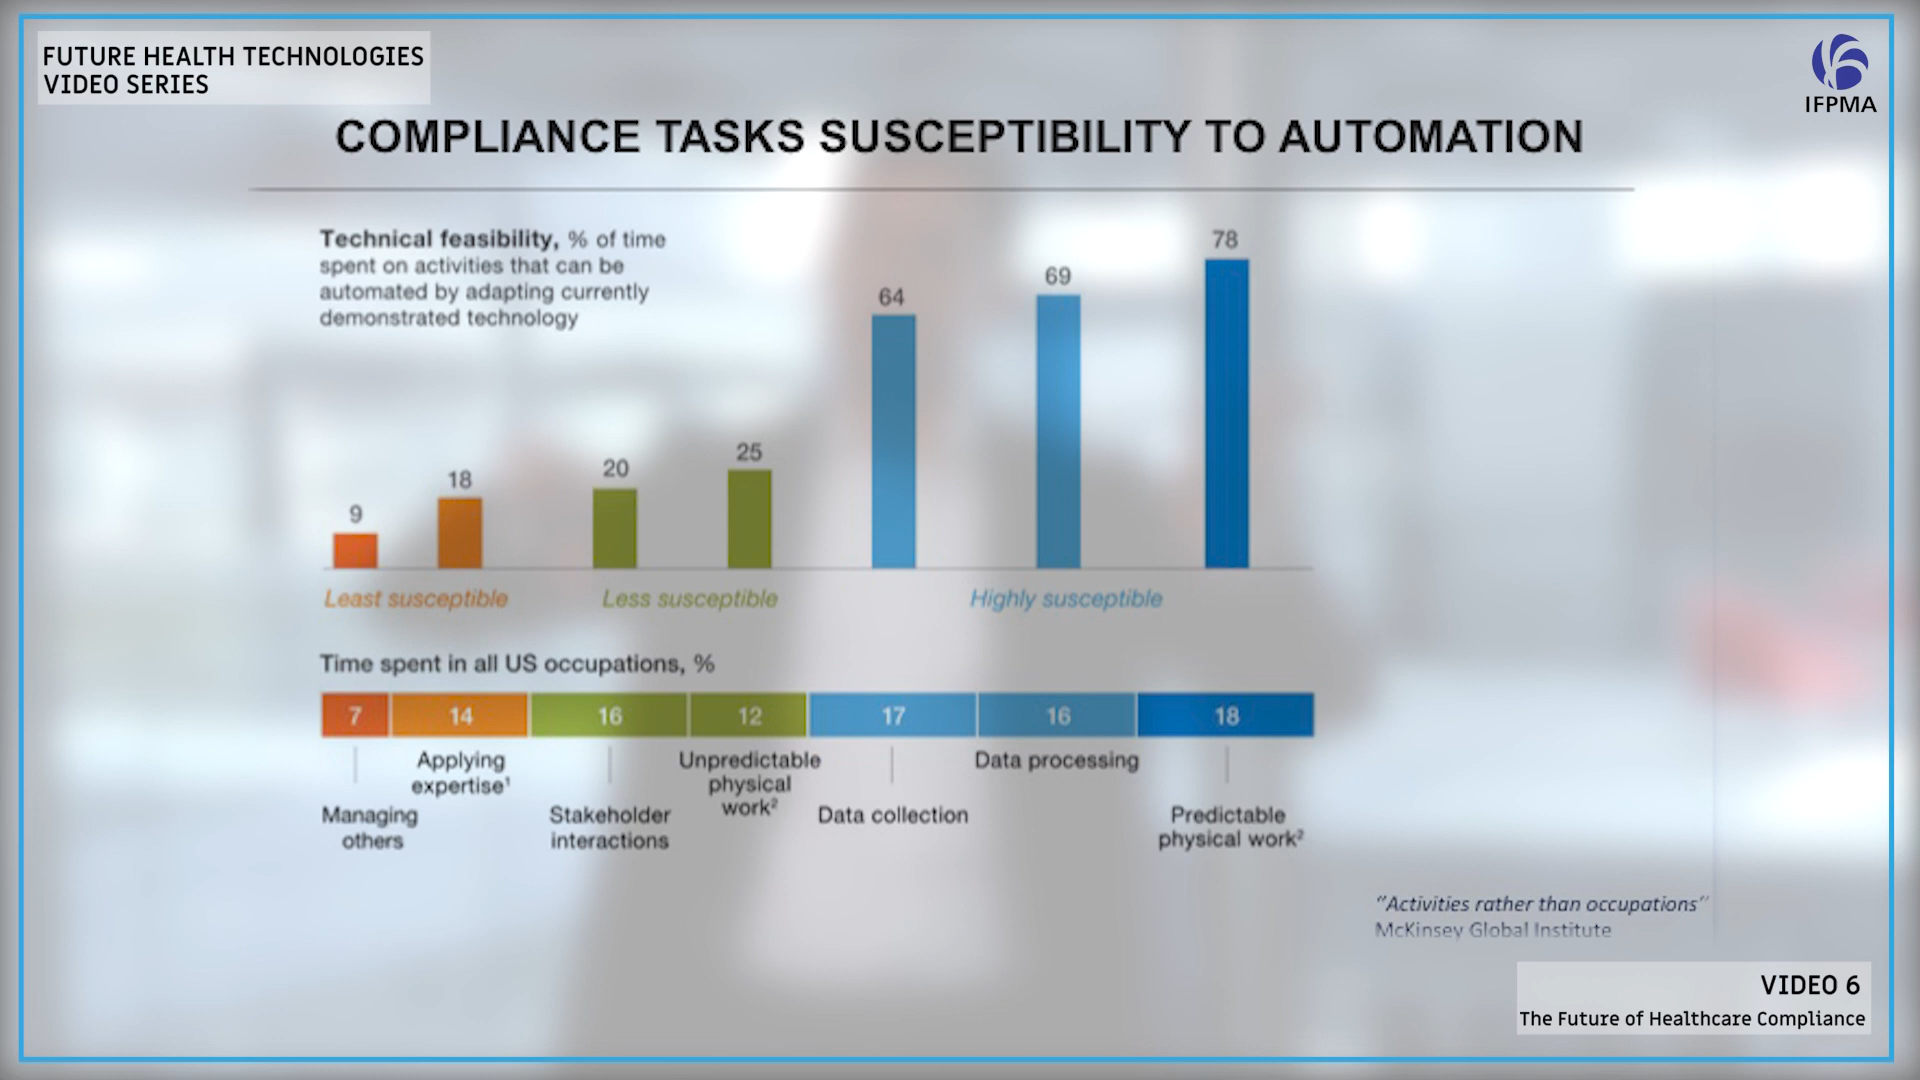 FUTURE HEALTH TECHNOLOGIES
VIDEO SERIES
IFPMA
COMPLIANCE TASKS SUSCEPTIBILITY TO AUTOMATION
Technical feasibility, % of time
spent on activities that can be
automated by adapting currently
demonstrated technology
9
18
20
25
64
69
78
Least susceptible
Less susceptible
Highly susceptible
Time spent in all US occupations, %
7
14
16
12
17
16
18
Managing
others
Applying
expertise¹
Stakeholder
interactions
Unpredictable
physical
work²
Data collection
Data processing
Predictable
physical work²
"Activities rather than occupations"
McKinsey Global Institute
VIDEO 6
The Future of Healthcare Compliance